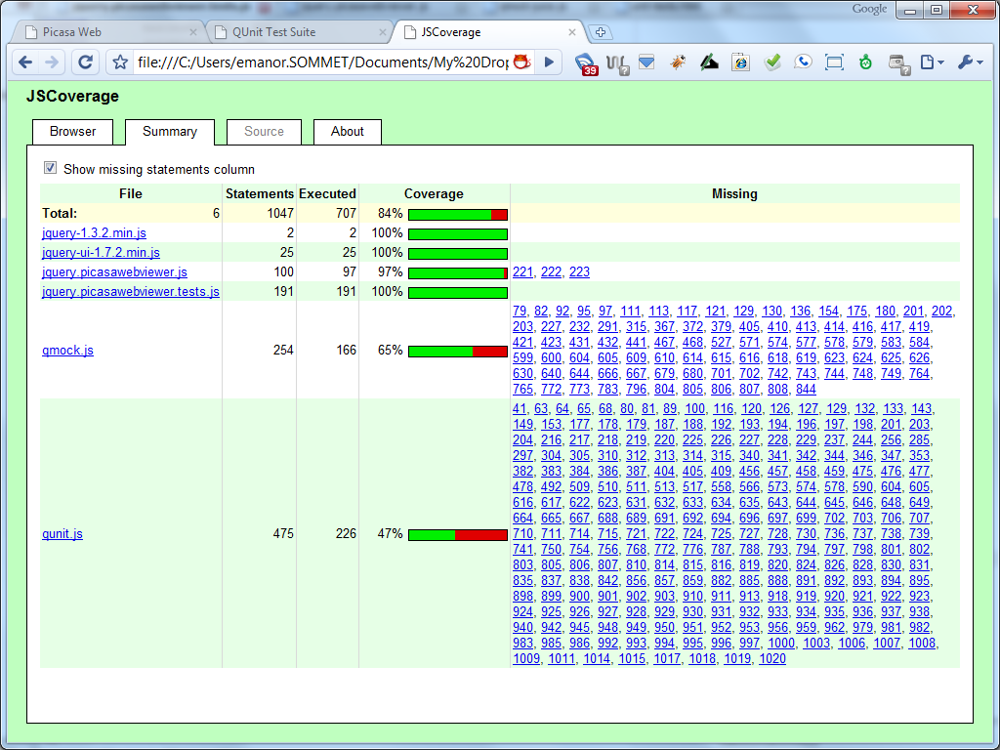 Google
Picasa Web
QUnit Test Suite
JSCoverage
file:///C:/Users/emanor.SOMMET/Documents/My%20Drop
39
JSCoverage
Browser Summary Source About
Show missing statements column
File Statements Executed Coverage Missing
Total: 6 1047 707 84%
jquery-1.3.2.min.js 2 2 100%
jquery-ui-1.7.2.min.js 25 25 100%
jquery.picasawebviewer.js 100 97 97% 221, 222, 223
jquery.picasawebviewer.tests.js 191 191 100%
qmock.js 254 166 65%
79, 82, 92, 95, 97, 111, 113, 117, 121, 129, 130, 136, 154, 175, 180, 201, 202,
203, 227, 232, 291, 315, 367, 372, 379, 405, 410, 413, 414, 416, 417, 419,
421, 423, 431, 432, 441, 467, 468, 527, 571, 574, 577, 578, 579, 583, 584,
599, 600, 604, 605, 609, 610, 614, 615, 616, 618, 619, 623, 624, 625, 626,
630, 640, 644, 666, 667, 679, 680, 701, 702, 742, 743, 744, 748, 749, 764,
765, 772, 773, 783, 796, 804, 805, 806, 807, 808, 844
qunit.js 475 226 47%
41, 63, 64, 65, 68, 80, 81, 89, 100, 116, 120, 126, 127, 129, 132, 133, 143,
149, 153, 177, 178, 179, 187, 188, 192, 193, 194, 196, 197, 198, 201, 203,
204, 216, 217, 218, 219, 220, 225, 226, 227, 228, 229, 237, 244, 256, 285,
297, 304, 305, 310, 312, 313, 314, 315, 340, 341, 342, 344, 346, 347, 353,
382, 383, 384, 386, 387, 404, 405, 409, 456, 457, 458, 459, 475, 476, 477,
478, 492, 509, 510, 511, 513, 517, 558, 566, 573, 574, 578, 590, 604, 605,
616, 617, 622, 623, 631, 632, 633, 634, 635, 643, 644, 645, 646, 648, 649,
664, 665, 667, 688, 689, 691, 692, 694, 696, 697, 699, 702, 703, 706, 707,
710, 711, 714, 715, 721, 722, 724, 725, 727, 728, 730, 736, 737, 738, 739,
741, 750, 754, 756, 768, 772, 776, 787, 788, 793, 794, 797, 798, 801, 802,
803, 805, 806, 807, 810, 814, 815, 816, 819, 820, 824, 826, 828, 830, 831,
835, 837, 838, 842, 856, 857, 859, 882, 885, 888, 891, 892, 893, 894, 895,
898, 899, 900, 901, 902, 903, 910, 911, 913, 918, 919, 920, 921, 922, 923,
924, 925, 926, 927, 928, 929, 930, 931, 932, 933, 934, 935, 936, 937, 938,
940, 942, 945, 948, 949, 950, 951, 952, 953, 956, 959, 962, 979, 981, 982,
983, 985, 986, 992, 993, 994, 995, 996, 997, 1000, 1003, 1006, 1007, 1008,
1009, 1011, 1014, 1015, 1017, 1018, 1019, 1020